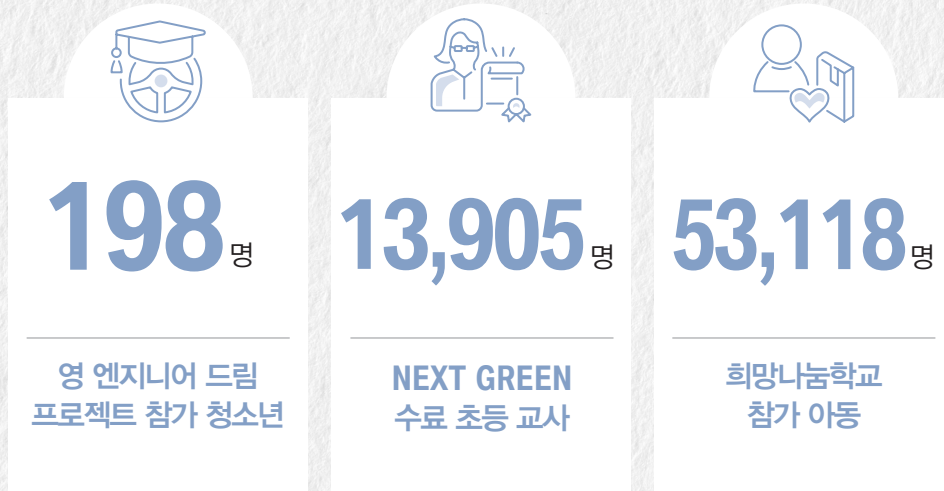 198명
영 엔지니어 드림
프로젝트 참가 청소년
13,905명
NEXT GREEN
수료 초등 교사
53,118명
희망나눔학교
참가 아동